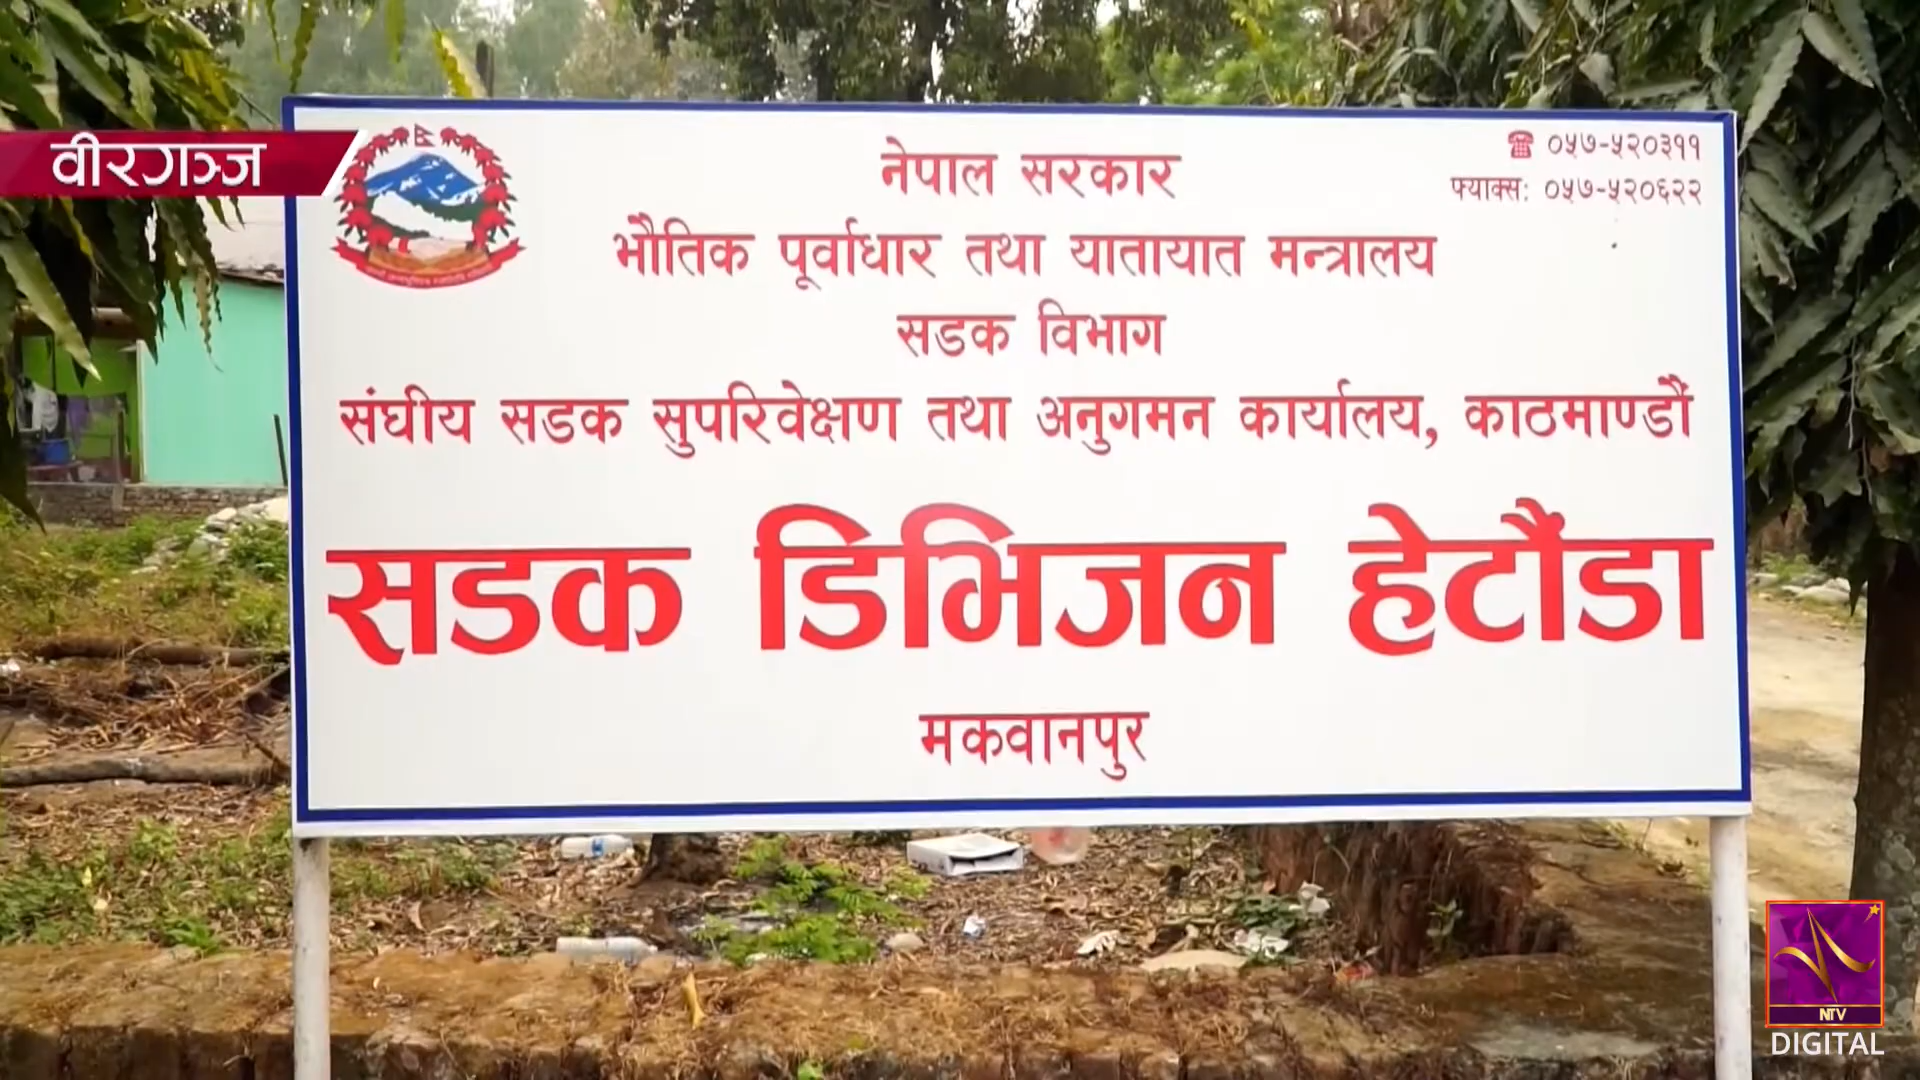 वीरगञ्ज
०५७-५२०३११
फ्याक्स: ०५७-५२०६२२
नेपाल सरकार
भौतिक पूर्वाधार तथा यातायात मन्त्रालय
सडक विभाग
संघीय सडक सुपरिवेक्षण तथा अनुगमन कार्यालय, काठमाण्डौं
सडक डिभिजन हेटौंडा
मकवानपुर
NTV
DIGITAL